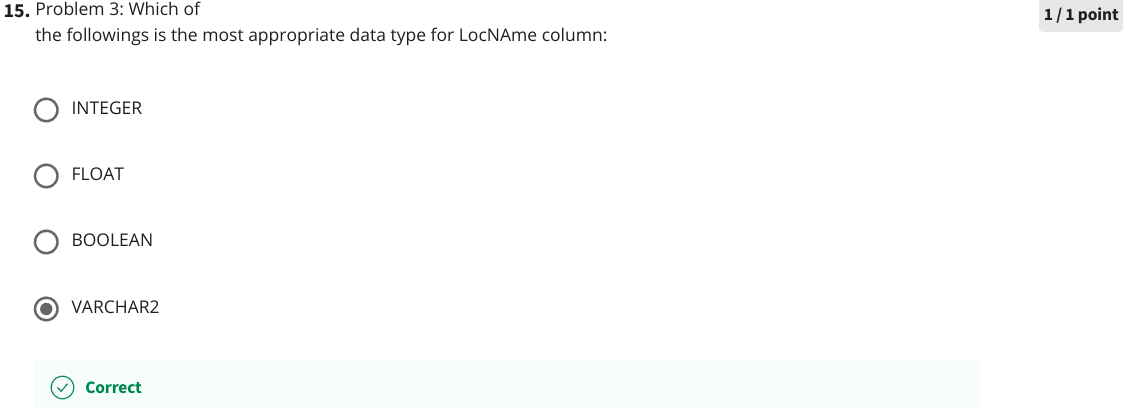 15. Problem 3: Which of
the followings is the most appropriate data type for LocNAme column:
1 / 1 point
INTEGER
FLOAT
BOOLEAN
VARCHAR2
Correct